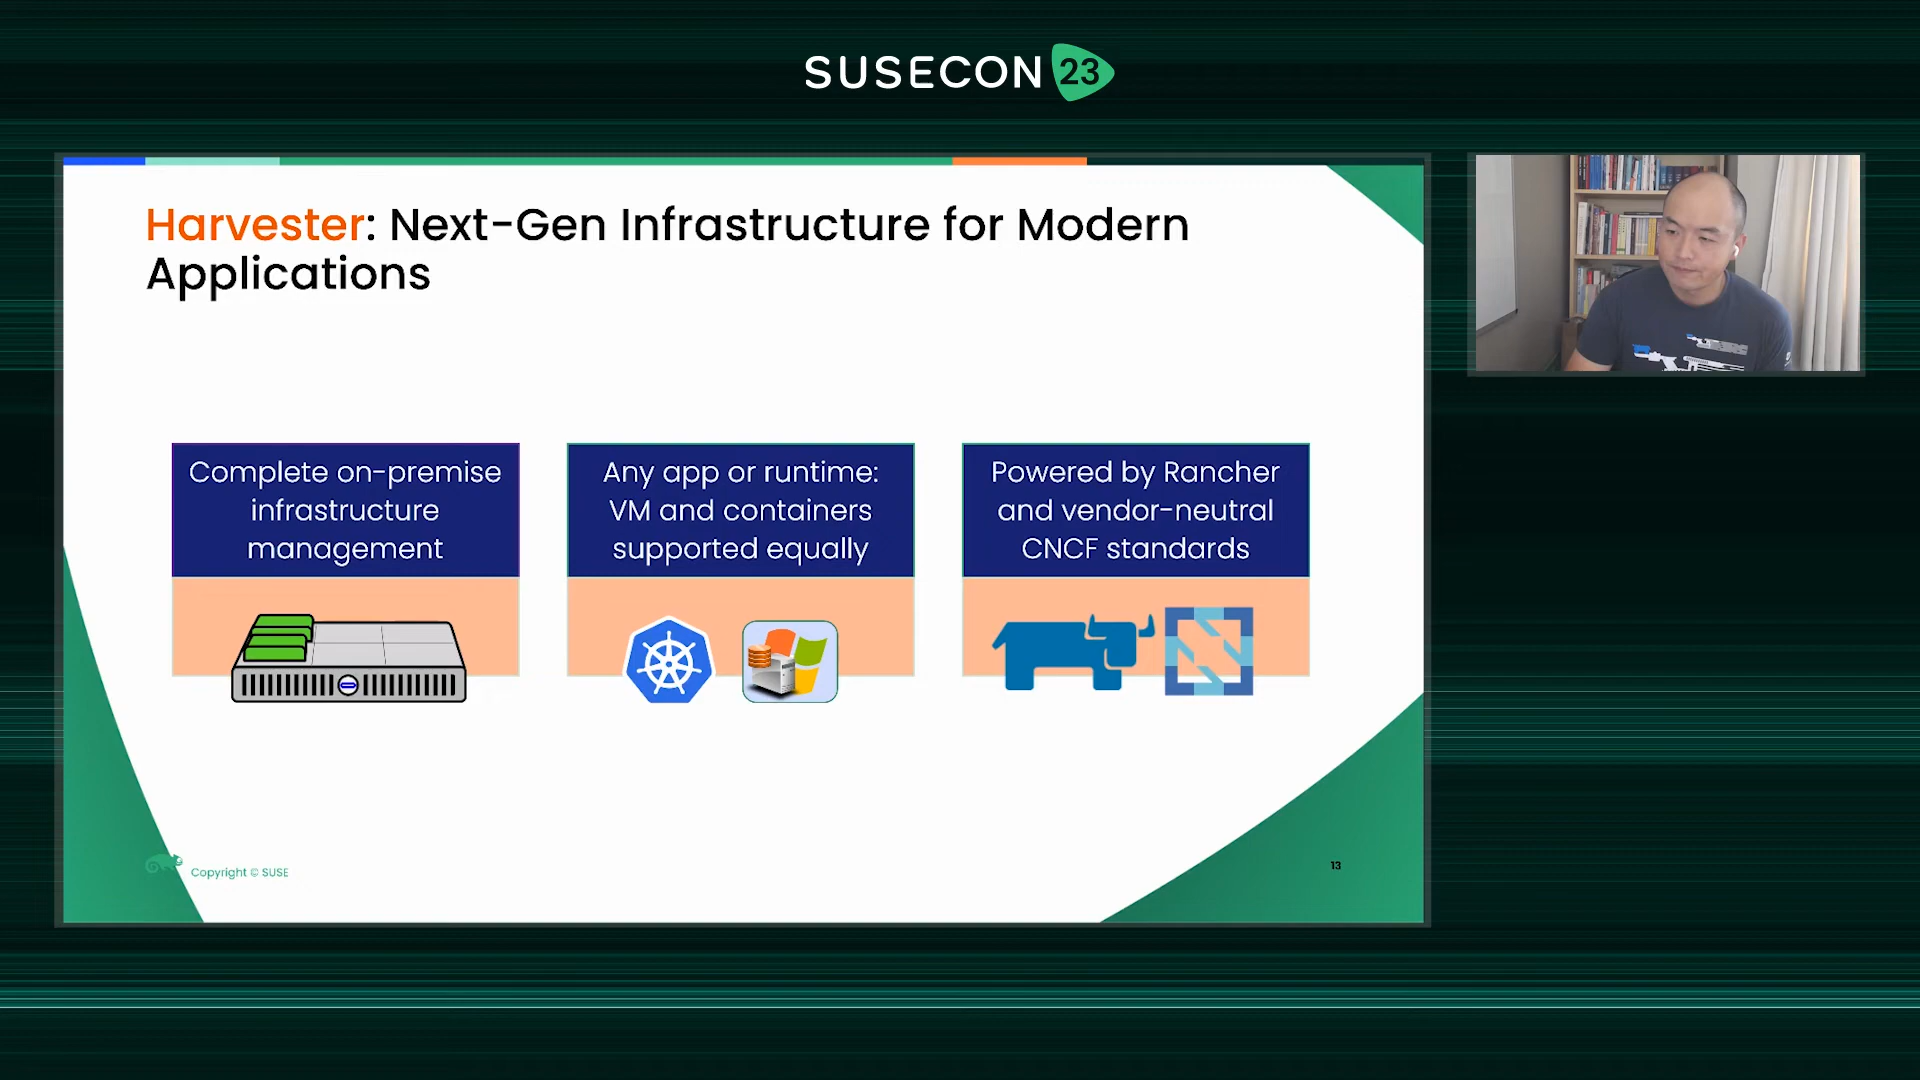 SUSECON 23
Harvester: Next-Gen Infrastructure for Modern
Applications
Complete on-premise
infrastructure
management
Any app or runtime:
VM and containers
supported equally
Powered by Rancher
and vendor-neutral
CNCF standards
Copyright © SUSE
13